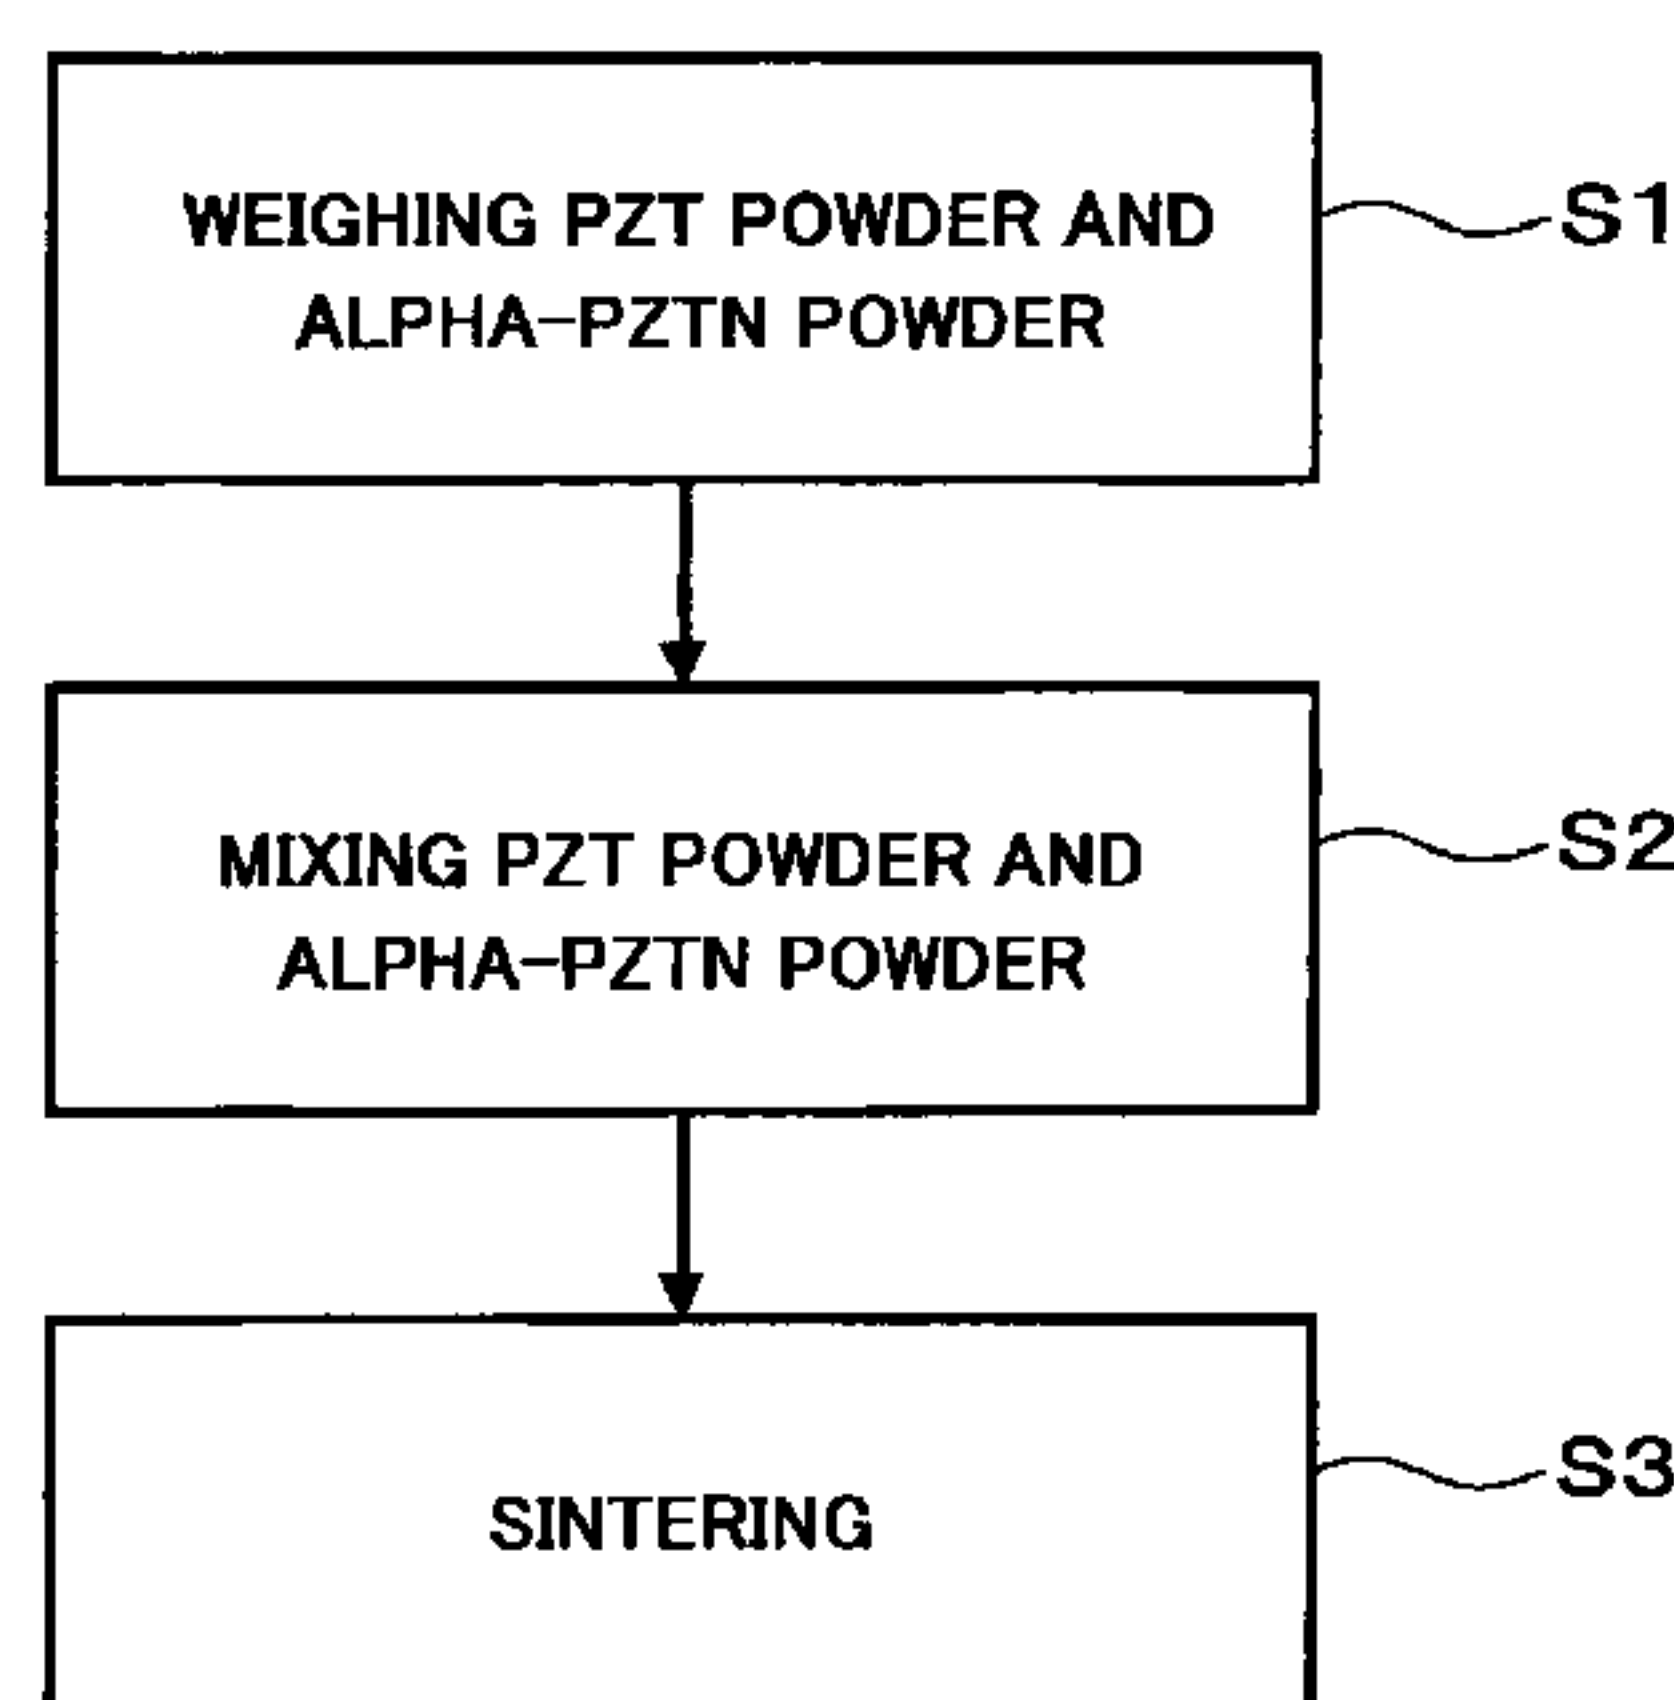 WEIGHING PZT POWDER AND
ALPHA-PZTN POWDER
S1
MIXING PZT POWDER AND
ALPHA-PZTN POWDER
S2
SINTERING
S3